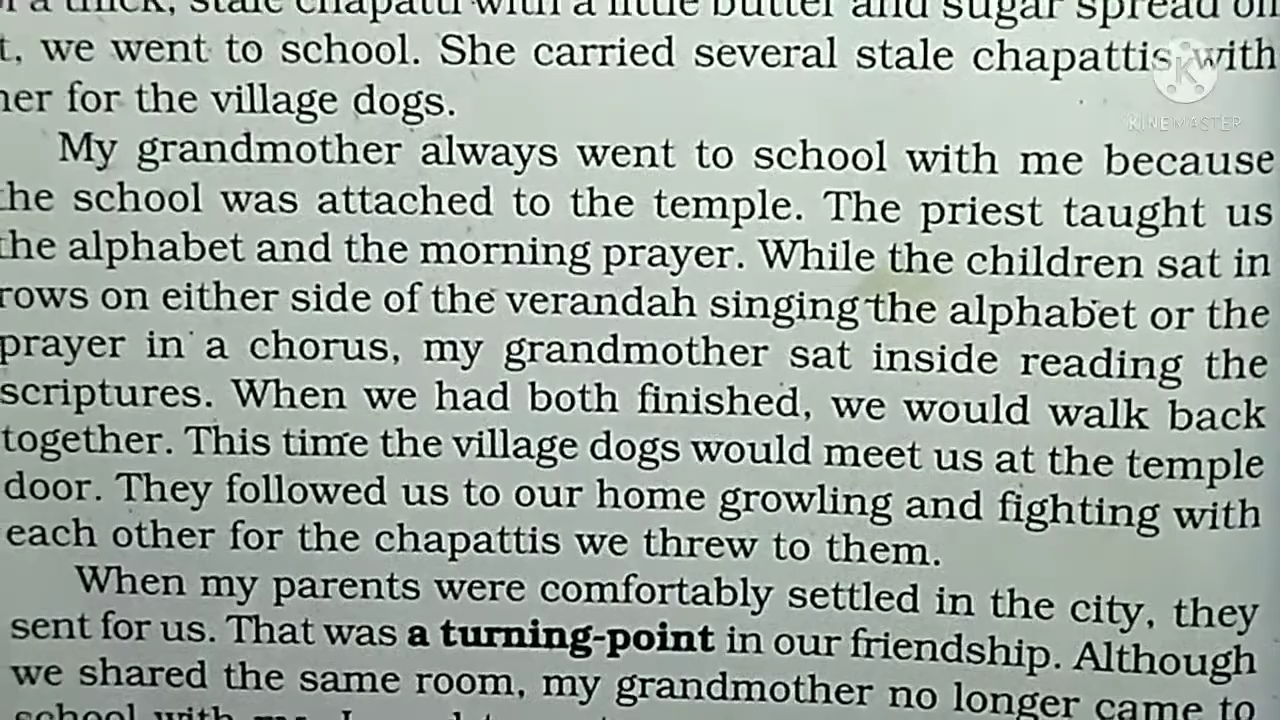 a thick, stale chapatti with a little butter and sugar spread on
t, we went to school. She carried several stale chapattis with
her for the village dogs.
KINEMASTER
My grandmother always went to school with me because
the school was attached to the temple. The priest taught us
the alphabet and the morning prayer. While the children sat in
rows on either side of the verandah singing the alphabet or the
prayer in a chorus, my grandmother sat inside reading the
scriptures. When we had both finished, we would walk back
together. This time the village dogs would meet us at the temple
door. They followed us to our home growling and fighting with
each other for the chapattis we threw to them.
When my parents were comfortably settled in the city, they
sent for us. That was a turning-point in our friendship. Although
we shared the same room, my grandmother no longer came to
school with me. I